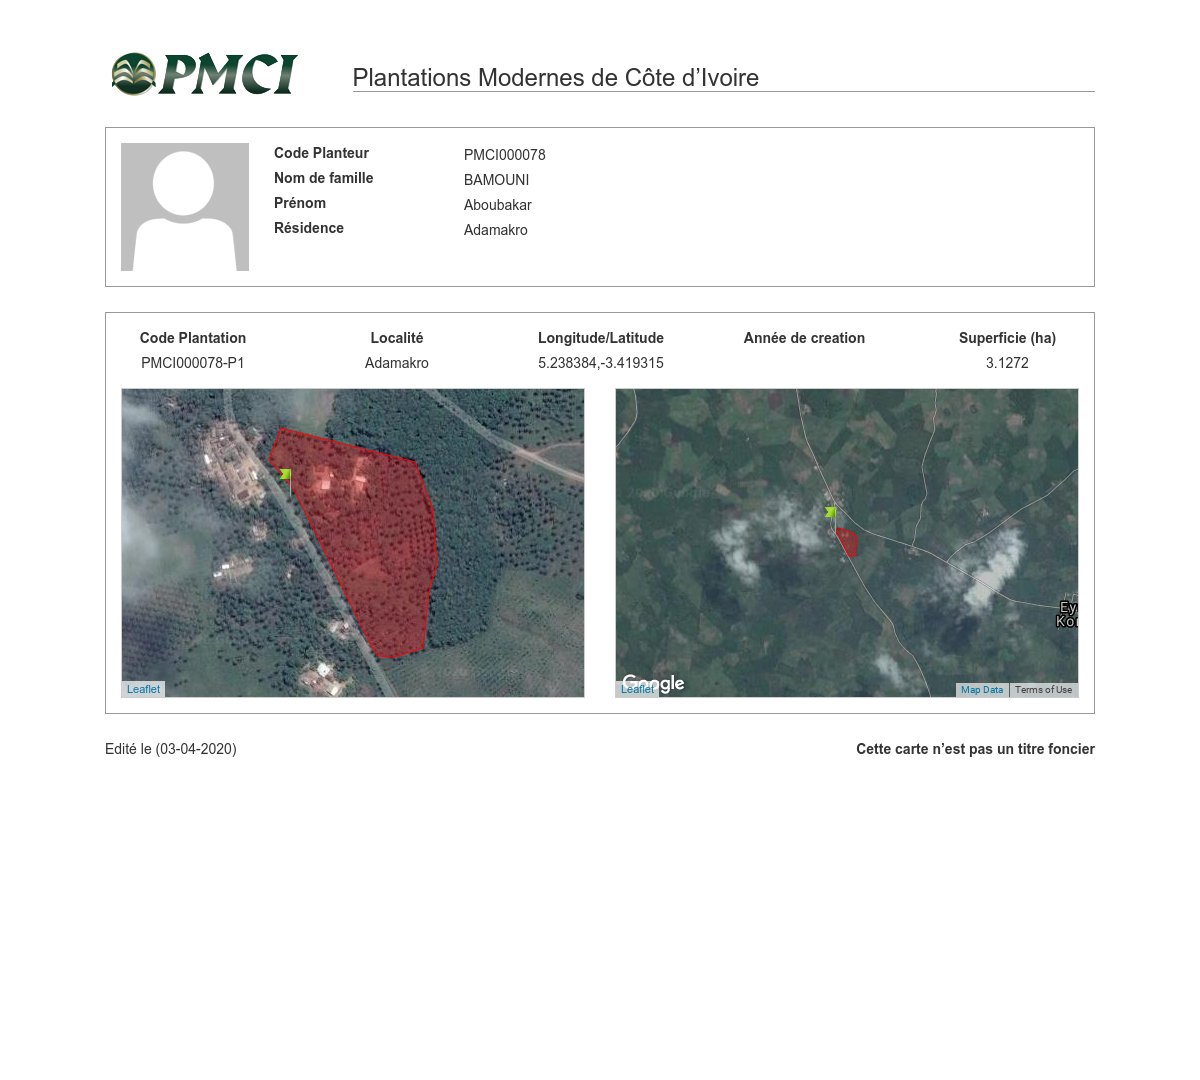 PMCI
Plantations Modernes de Côte d’Ivoire
Code Planteur PMCI000078
Nom de famille BAMOUNI
Prénom Aboubakar
Résidence Adamakro
Code Plantation Localité Longitude/Latitude Année de creation Superficie (ha)
PMCI000078-P1 Adamakro 5.238384,-3.419315 3.1272
Ey
Kor
Leaflet
Google
Leaflet
Map Data Terms of Use
Edité le (03-04-2020) Cette carte n’est pas un titre foncier